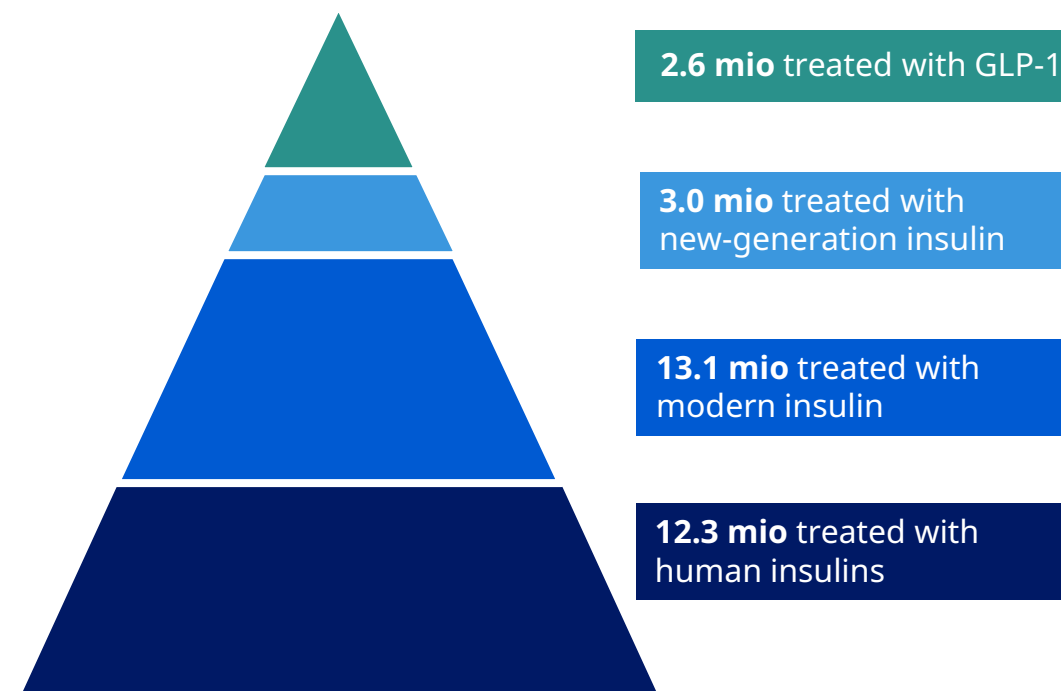 2.6 mio treated with GLP-1
3.0 mio treated with
new-generation insulin
13.1 mio treated with
modern insulin
12.3 mio treated with
human insulins